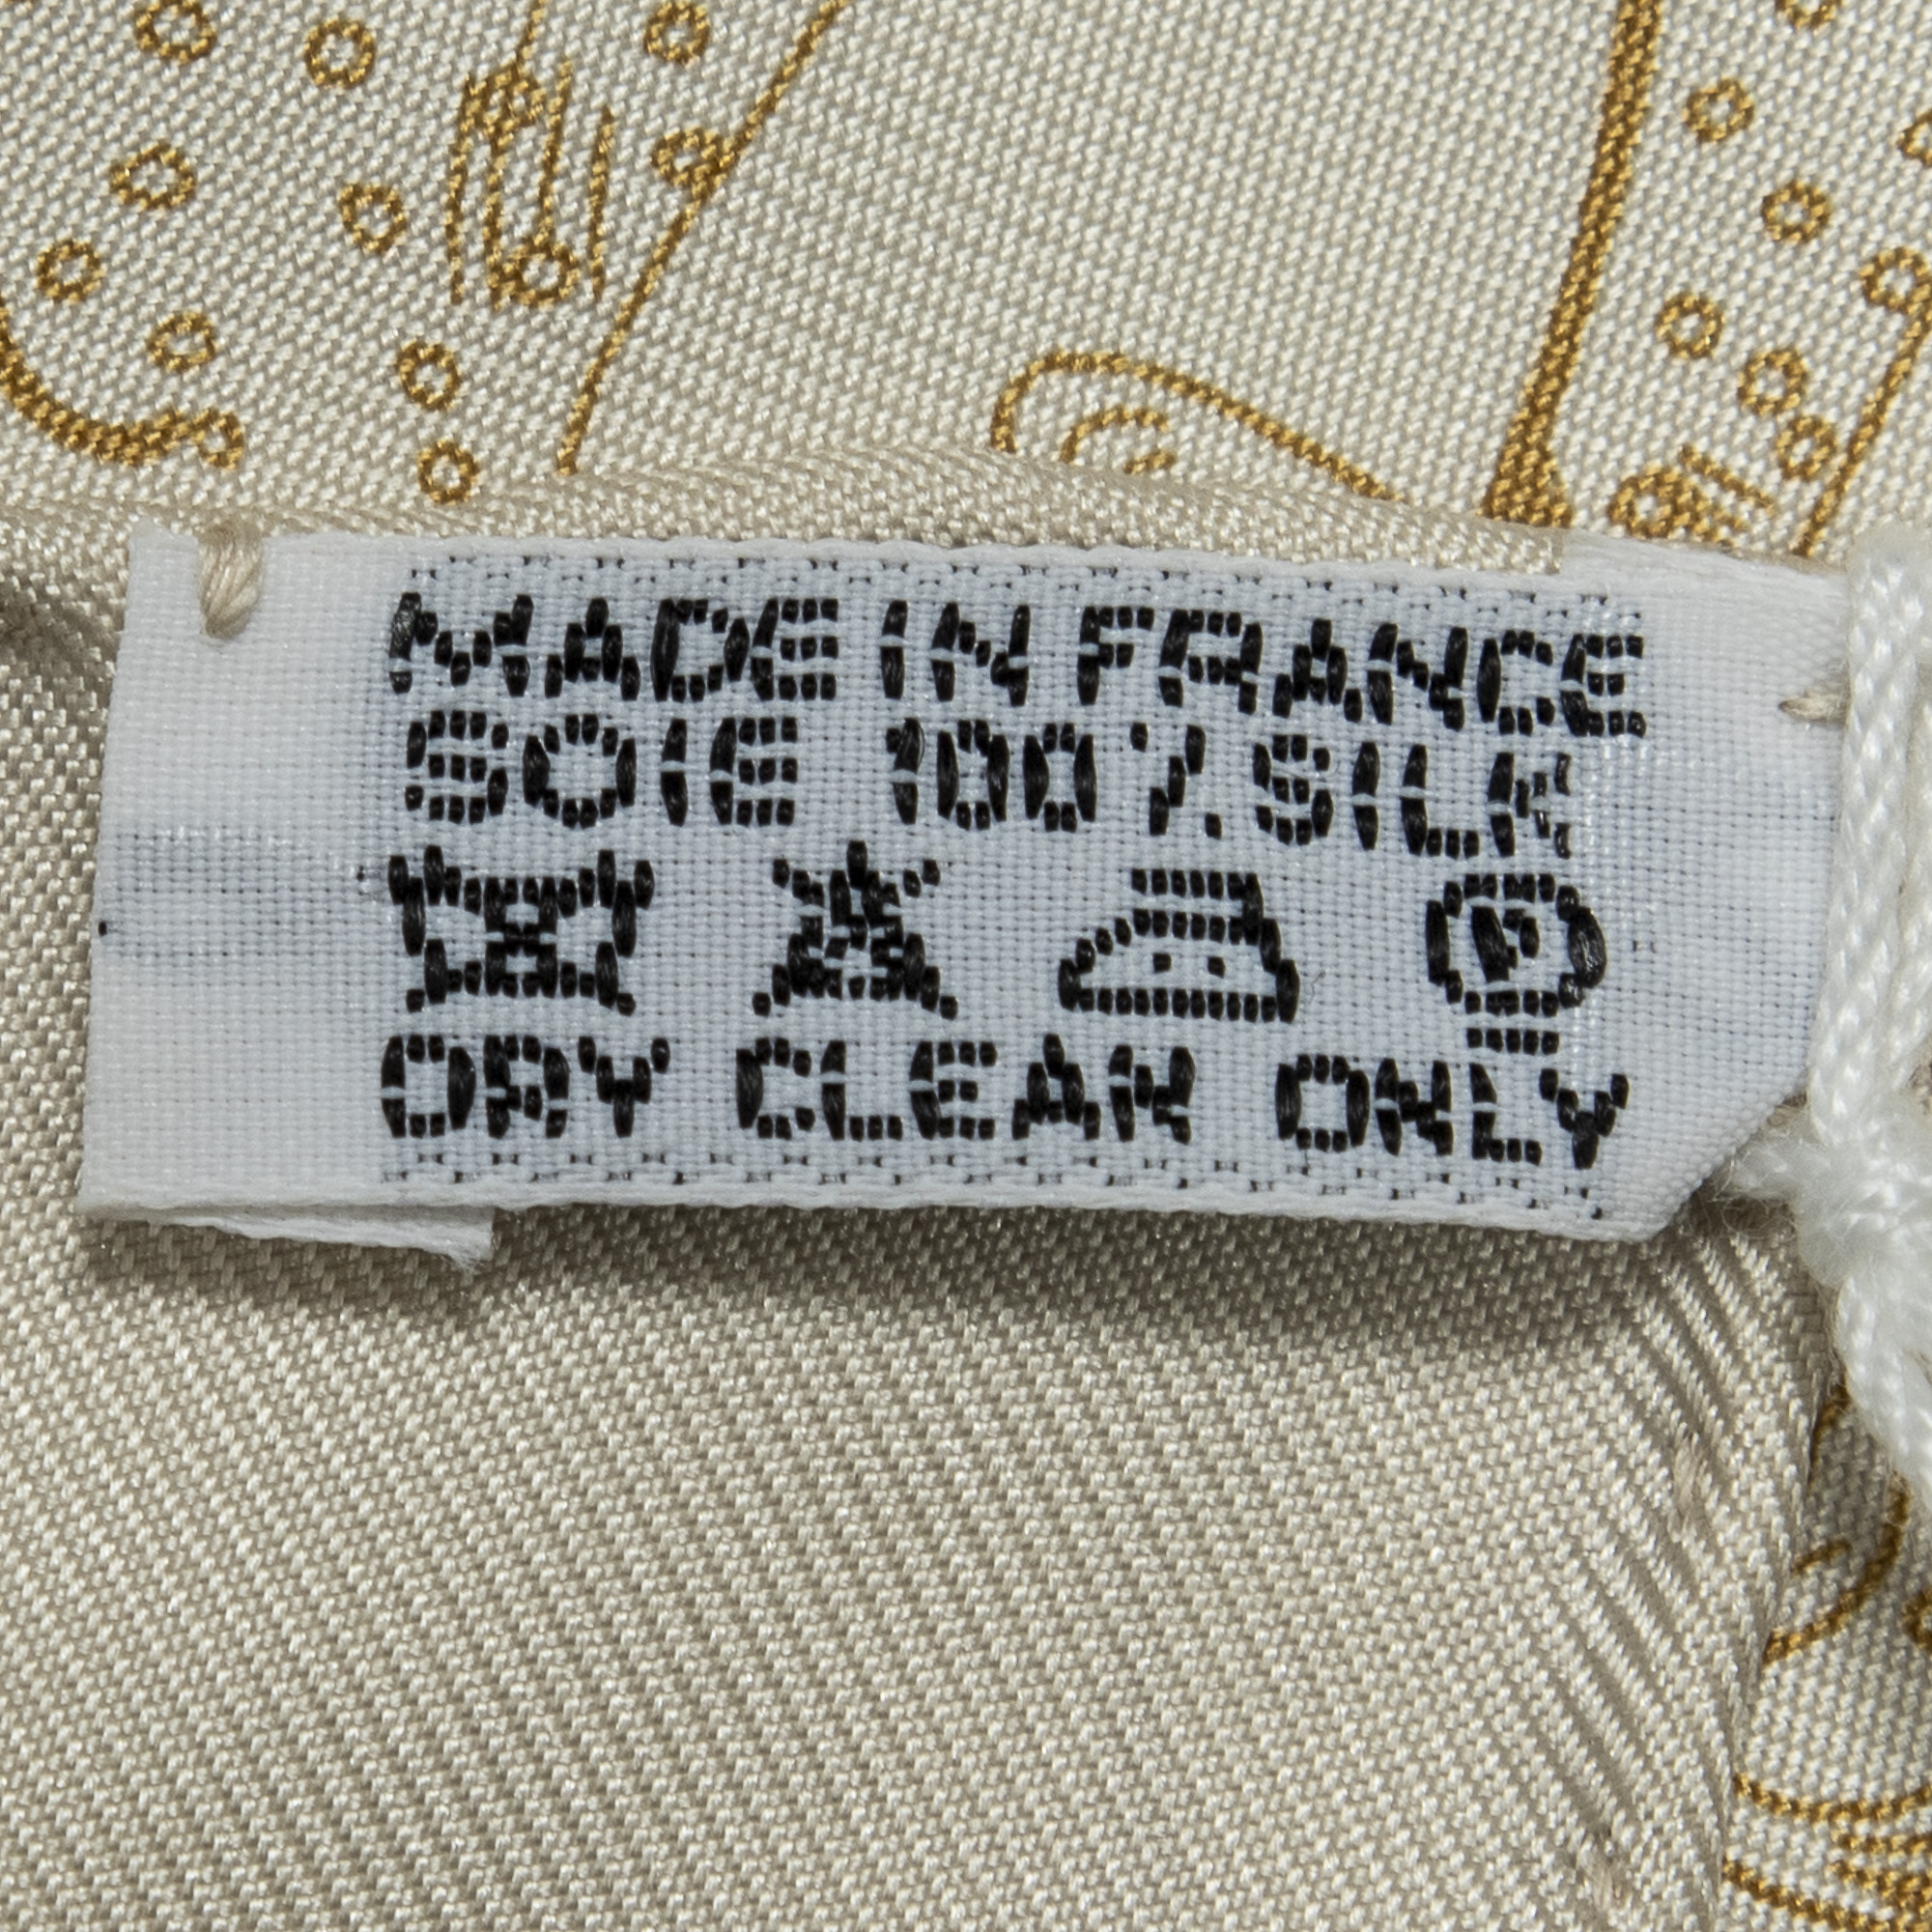 MADE IN FRANCE
SOIE 100 % SILK
P
DRY CLEAN ONLY